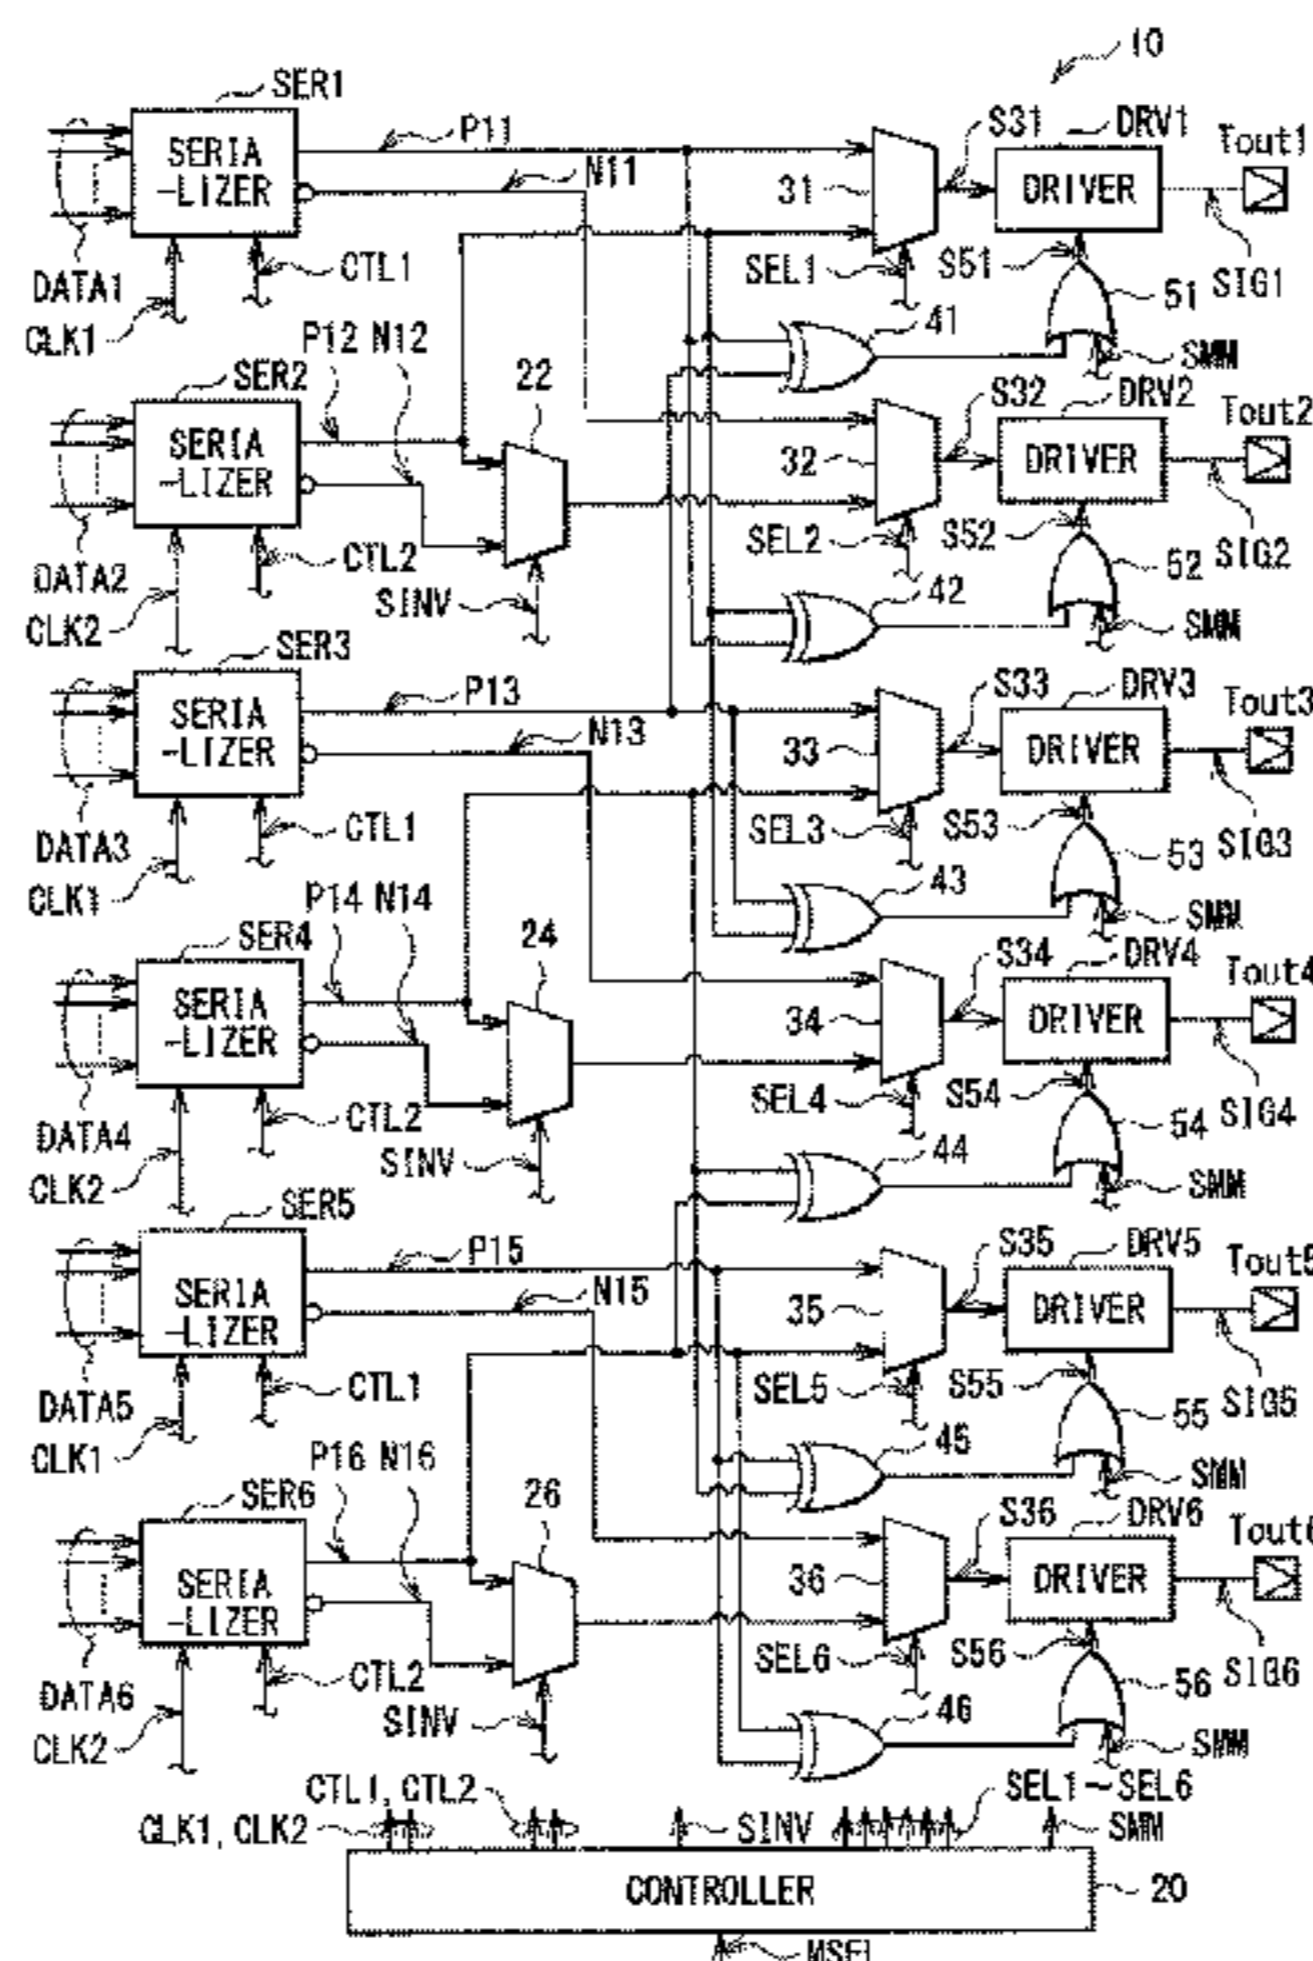 10
SER1
SERIA
-LIZER
P11
N11
31
S31
DRV1
DRIVER
Tout1
DATA1
CLK1
CTL1
SEL1
S51
51
SIG1
SMM
41
SER2
SERIA
-LIZER
P12 N12
22
32
S32
DRV2
DRIVER
Tout2
DATA2
CLK2
CTL2
SINV
SEL2
S52
52
SIG2
SMM
42
SER3
SERIA
-LIZER
P13
N13
33
S33
DRV3
DRIVER
Tout3
DATA3
CLK1
CTL1
SEL3
S53
53
SIG3
SMM
43
SER4
SERIA
-LIZER
P14 N14
24
34
S34
DRV4
DRIVER
Tout4
DATA4
CLK2
CTL2
SINV
SEL4
S54
54
SIG4
SMM
44
SER5
SERIA
-LIZER
P15
N15
35
S35
DRV5
DRIVER
Tout5
DATA5
CLK1
CTL1
SEL5
S55
55
SIG5
SMM
45
SER6
SERIA
-LIZER
P16 N16
26
36
S36
DRV6
DRIVER
Tout6
DATA6
CLK2
CTL2
SINV
SEL6
S56
56
SIG6
SMM
46
CTL1, CTL2
CLK1, CLK2
SINV
SEL1～SEL6
SMM
CONTROLLER
20
MSEL